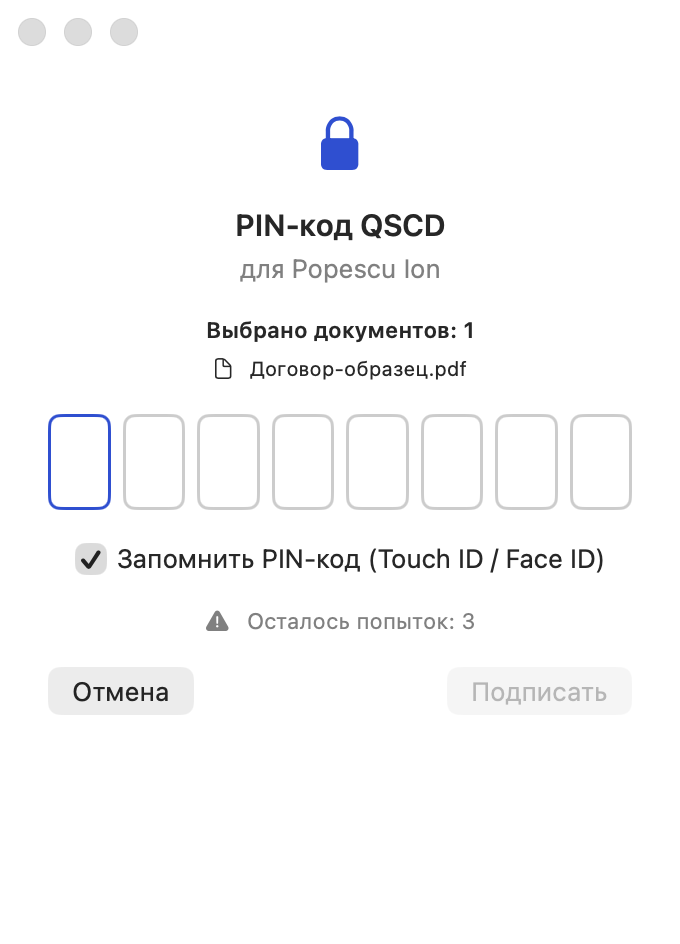 PIN-код QSCD
для Popescu Ion
Выбрано документов: 1
Договор-образец.pdf
Запомнить PIN-код (Touch ID / Face ID)
Осталось попыток: 3
Отмена
Подписать